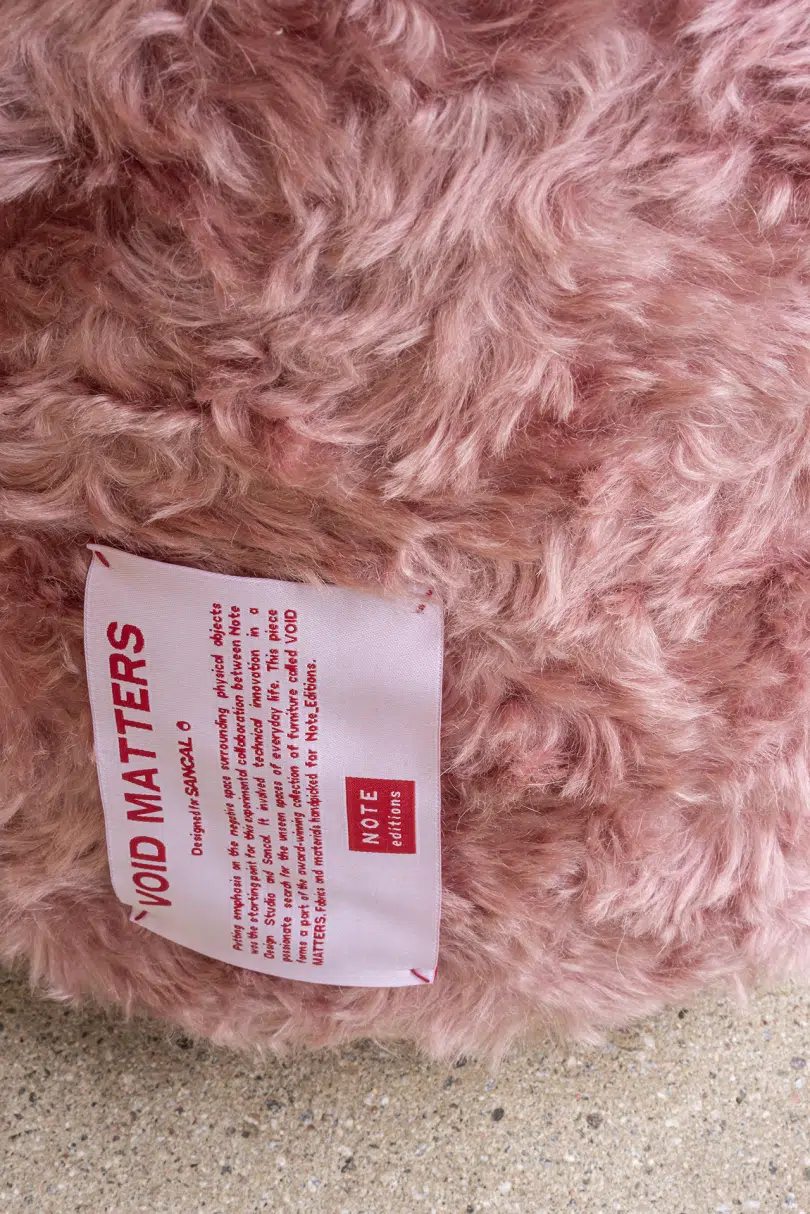 VOID MATTERS
Designed for SANCAL
Putting emphasis on the negative space surrounding physical objects
was the starting point for this experimental collaboration between Note
Design Studio and Sancal. It involved technical innovation in a
passionate search for the unseen spaces of everyday life. This piece
forms a part of the award-winning collection of furniture called VOID
MATTERS. Fabrics and materials handpicked for Note_Editions.
NOTE
editions